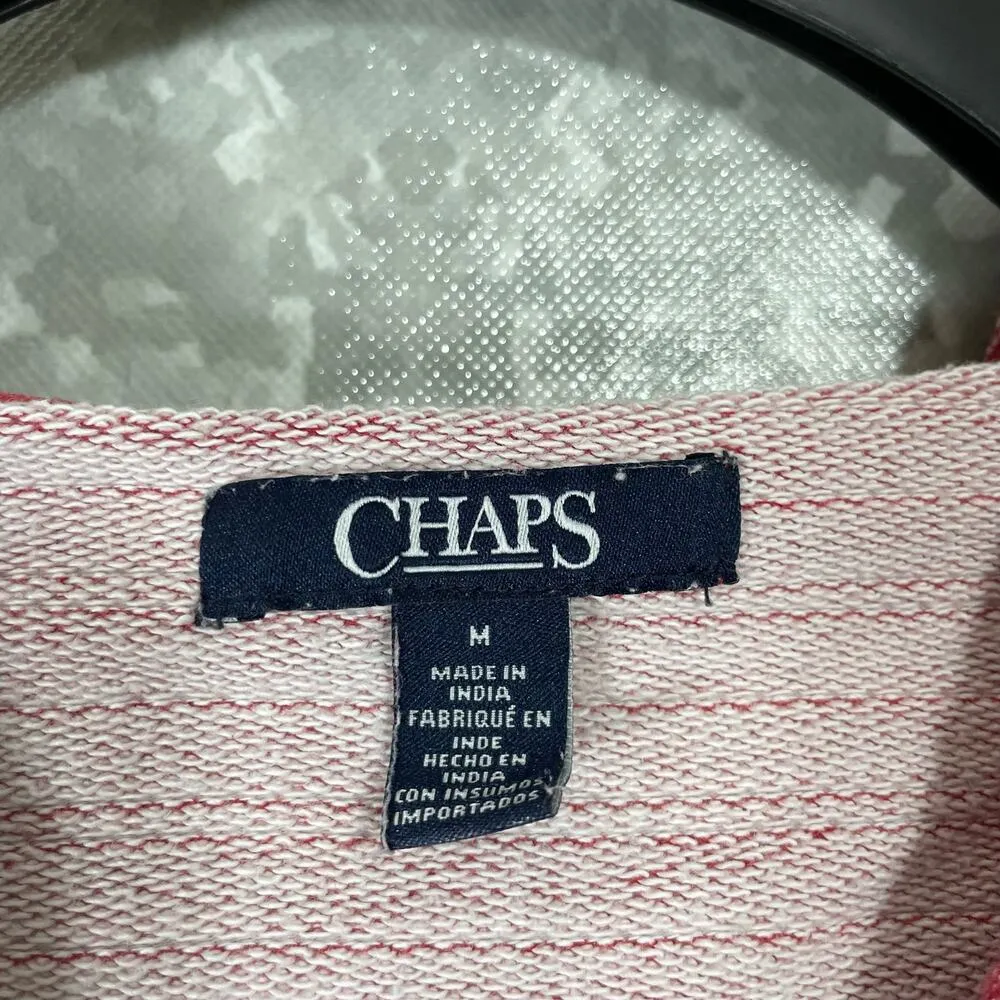 CHAPS
M
MADE IN
INDIA
FABRIQUÉ EN
INDE
HECHO EN
INDIA
CON INSUMOS
IMPORTADOS